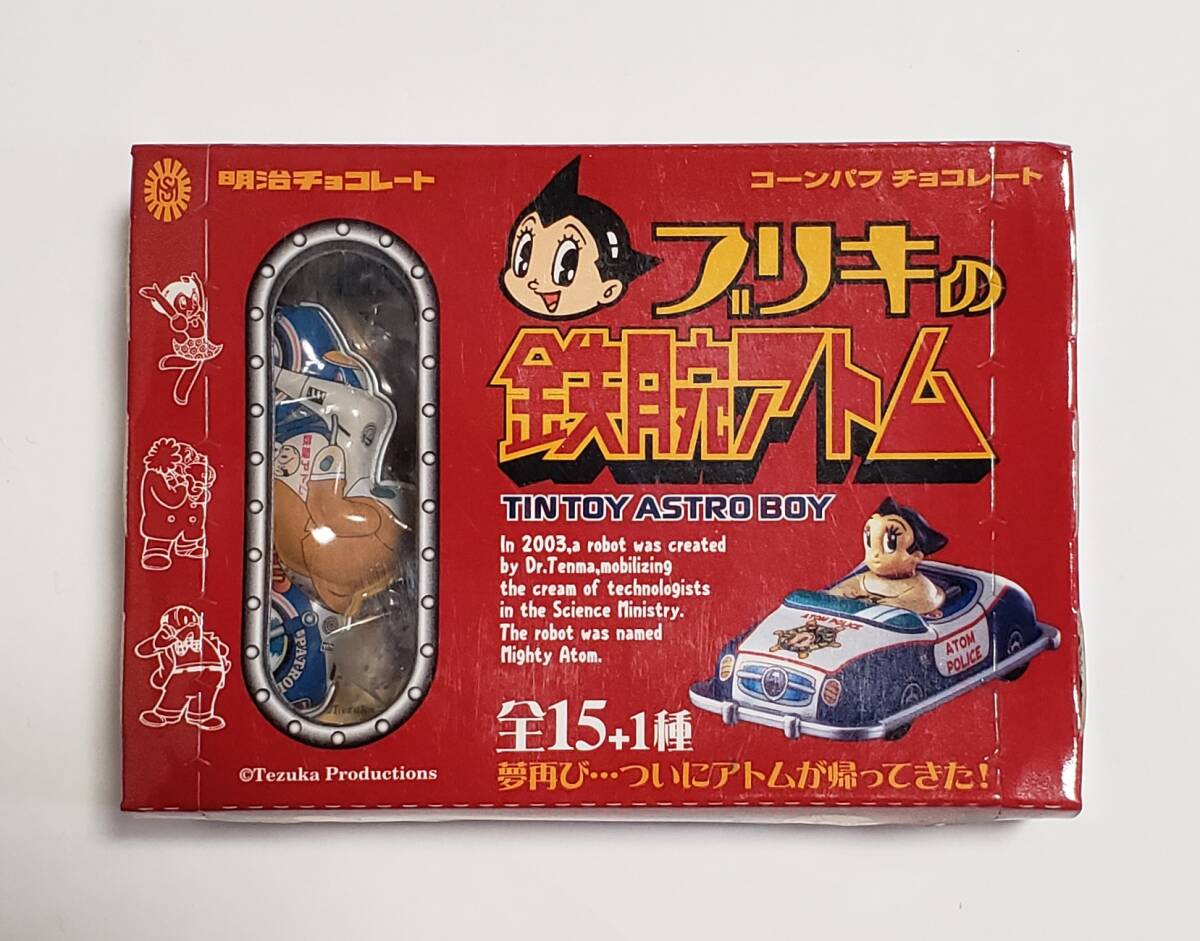 明治チョコレート
コーンパフ チョコレート
ブリキの
鉄腕アトム
TIN TOY ASTRO BOY
In 2003,a robot was created
by Dr.Tenma,mobilizing
the cream of technologists
in the Science Ministry.
The robot was named
Mighty Atom.
ATOM POLICE
ATOM
POLICE
全15+1種
夢再び…ついにアトムが帰ってきた!
©Tezuka Productions